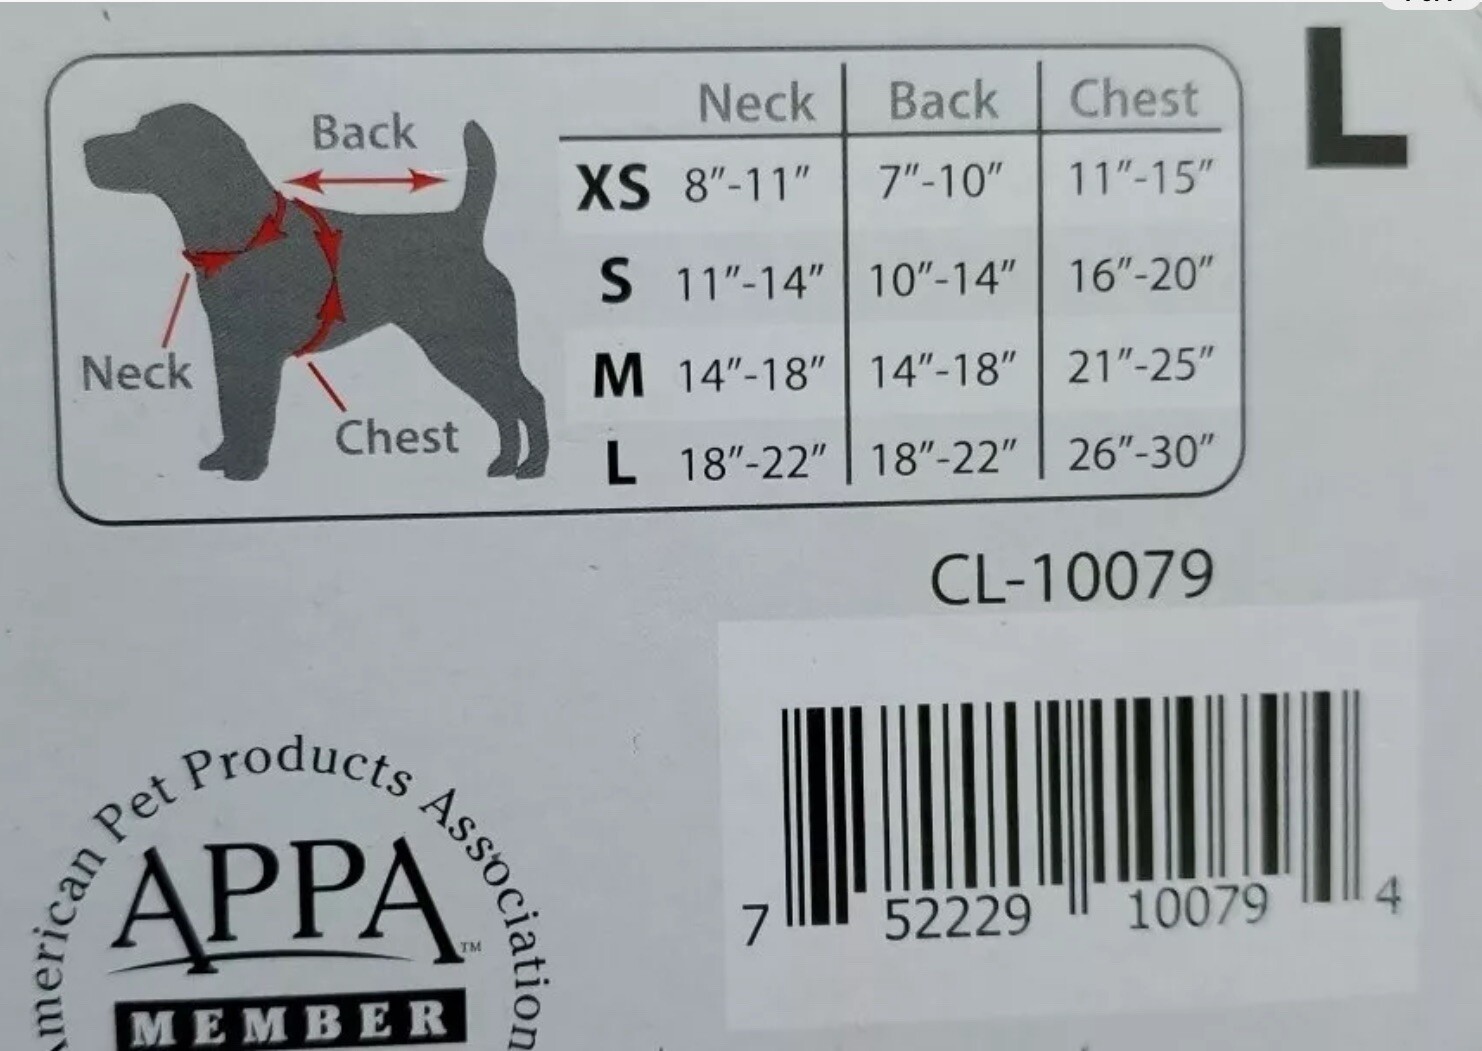 L
Back
Neck
Chest
Neck Back Chest
XS 8"-11" 7"-10" 11"-15"
S 11"-14" 10"-14" 16"-20"
M 14"-18" 14"-18" 21"-25"
L 18"-22" 18"-22" 26"-30"
CL-10079
7 52229 10079 4
American Pet Products Association
APPA™
MEMBER